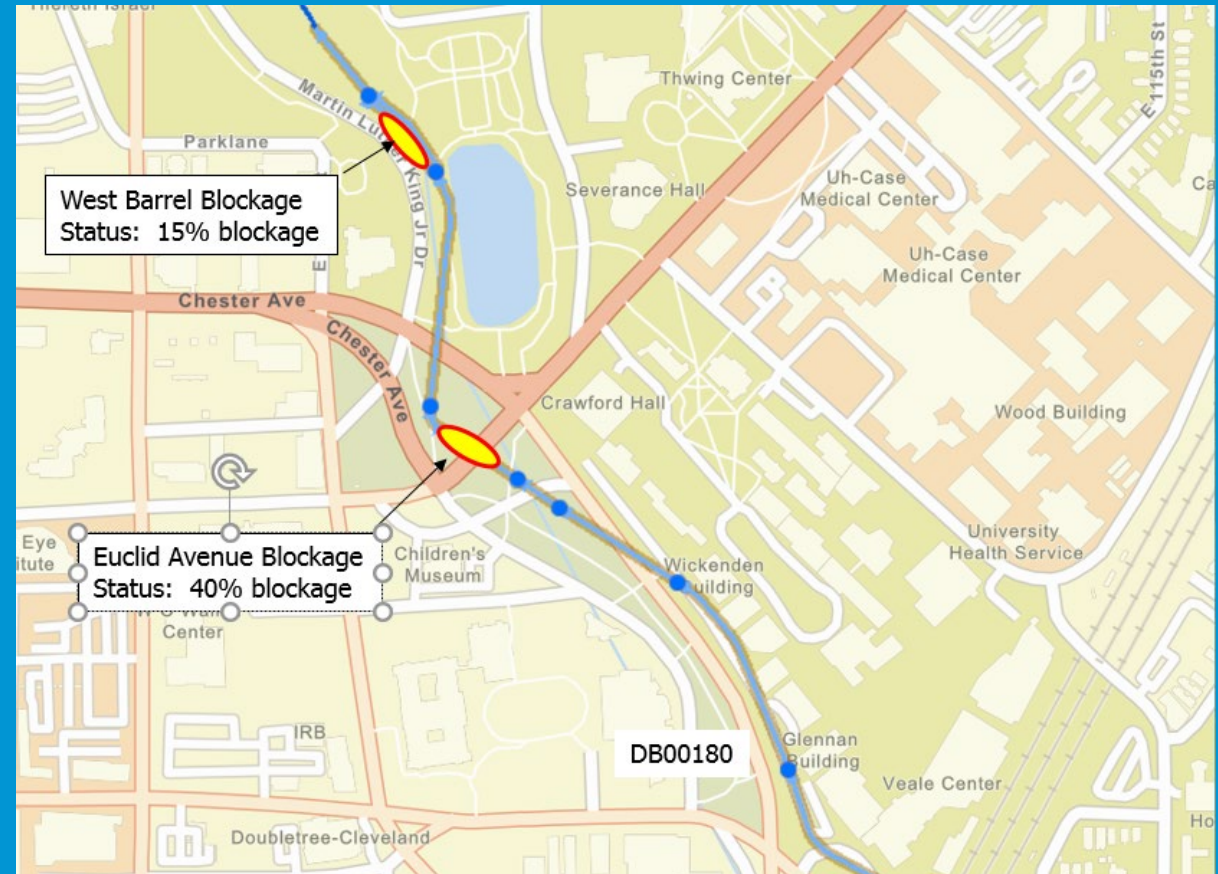 Thwing Center
E 115th St
Martin Luther King Jr Dr
Parklane
West Barrel Blockage
Status:  15% blockage
Severance Hall
Uh-Case
Medical Center
Uh-Case
Medical Center
Chester Ave
Chester Ave
Crawford Hall
Wood Building
Eye
Euclid Avenue Blockage
Status:  40% blockage
Children's
Museum
University
Health Service
Wickenden
Building
Center
IRB
DB00180
Glennan
Building
Veale Center
Doubletree-Cleveland
Ho